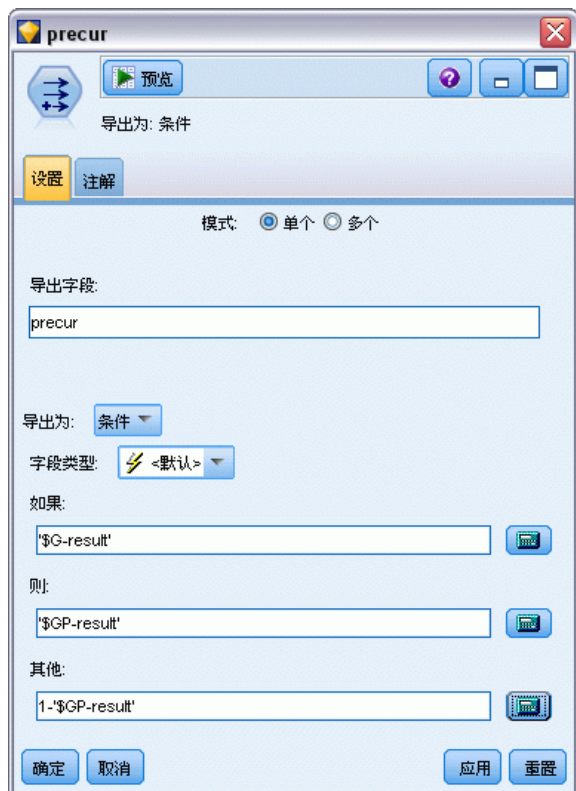 precur
预览
导出为: 条件
设置 注解
模式: 单个 多个
导出字段:
precur
导出为: 条件
字段类型: <默认>
如果:
'$G-result'
则:
'$GP-result'
其他:
1-'$GP-result'
确定 取消 应用 重置